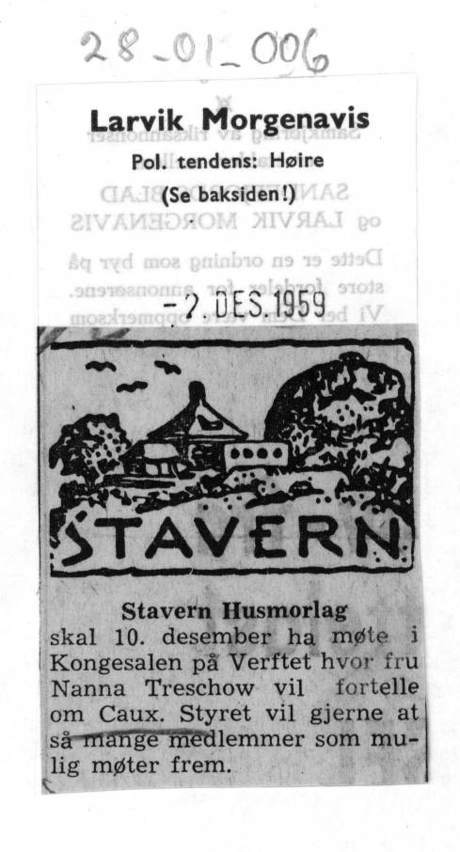 28-01-006
Larvik Morgenavis
Pol. tendens: Høire
(Se baksiden!)
-7. DES. 1959
STAVERN
Stavern Husmorlag
skal 10. desember ha møte i
Kongesalen på Verftet hvor fru
Nanna Treschow vil fortelle
om Caux. Styret vil gjerne at
så mange medlemmer som mu-
lig møter frem.